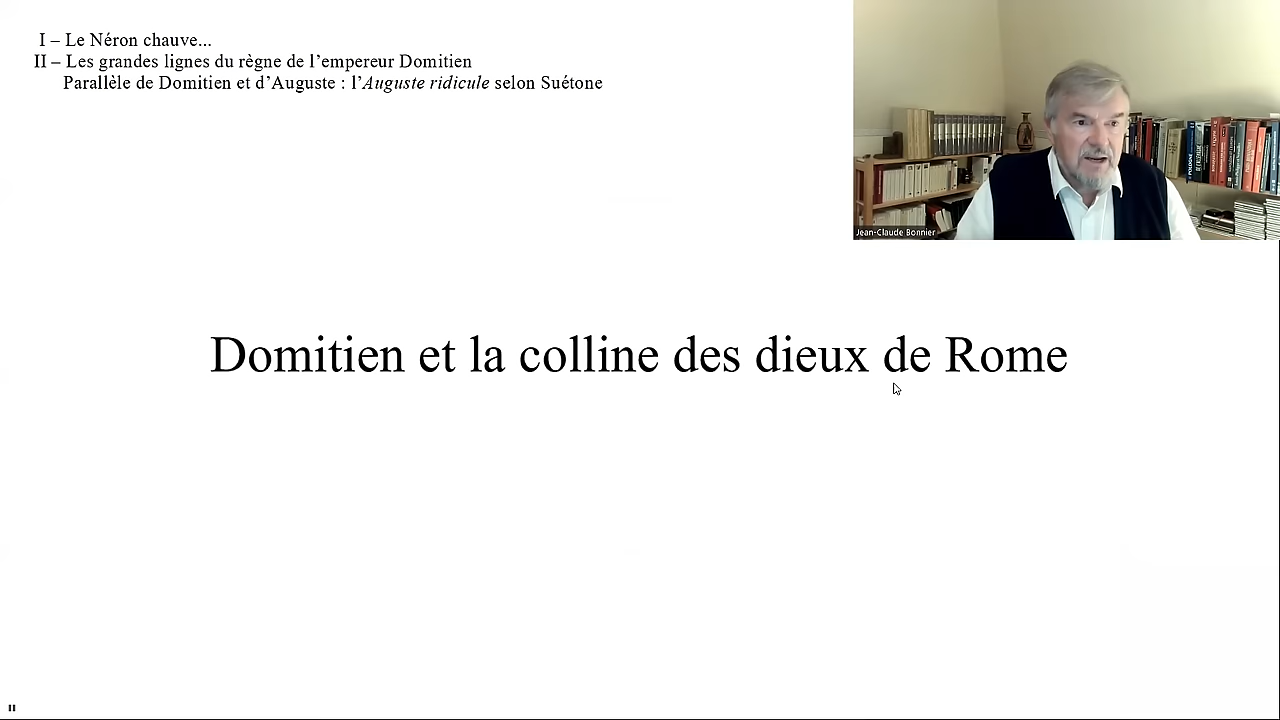 I – Le Néron chauve...
II – Les grandes lignes du règne de l’empereur Domitien
Parallèle de Domitien et d’Auguste : l’Auguste ridicule selon Suétone
Jean-Claude Bonnier
Domitien et la colline des dieux de Rome